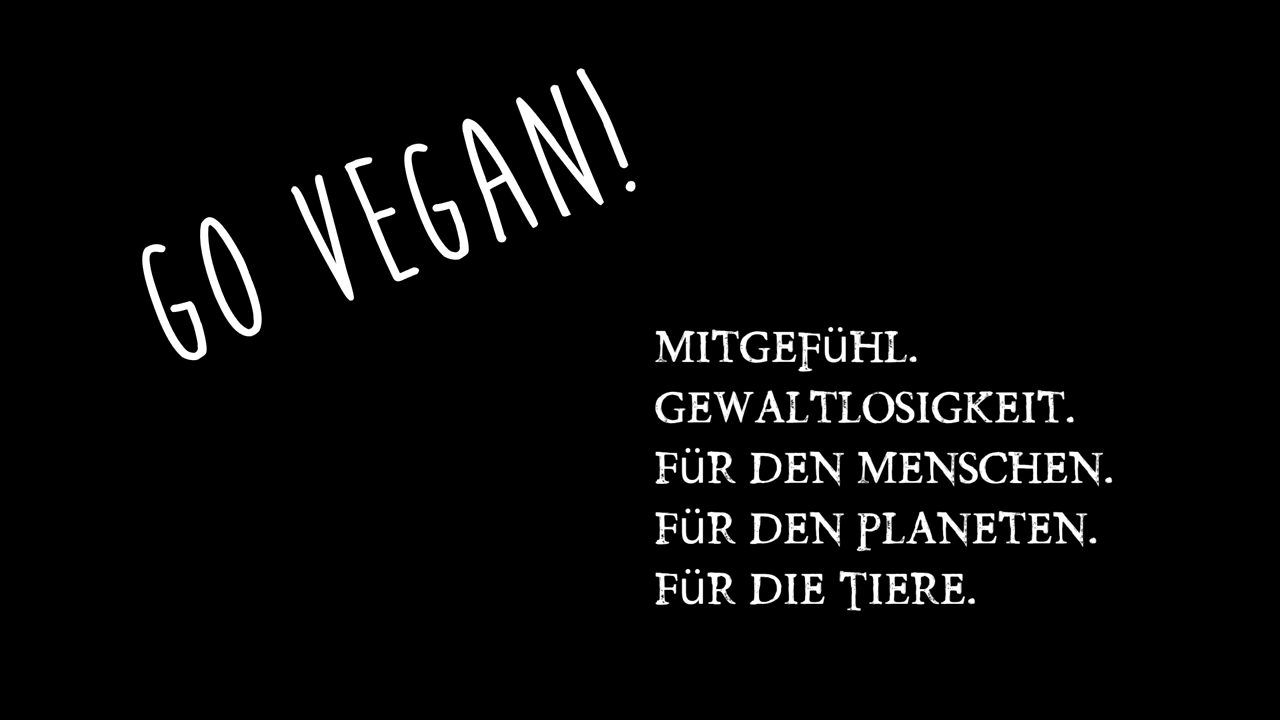 GO VEGAN!
MITGEFÜHL.
GEWALTLOSIGKEIT.
FÜR DEN MENSCHEN.
FÜR DEN PLANETEN.
FÜR DIE TIERE.